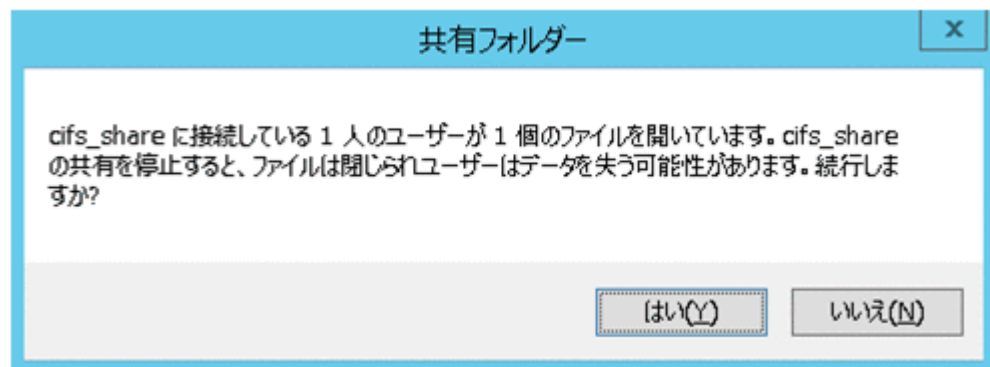 共有フォルダー
x
cifs_share に接続している 1 人のユーザーが 1 個のファイルを開いています。cifs_share
の共有を停止すると、ファイルは閉じられユーザーはデータを失う可能性があります。続行しま
すか?
はい(Y) いいえ(N)